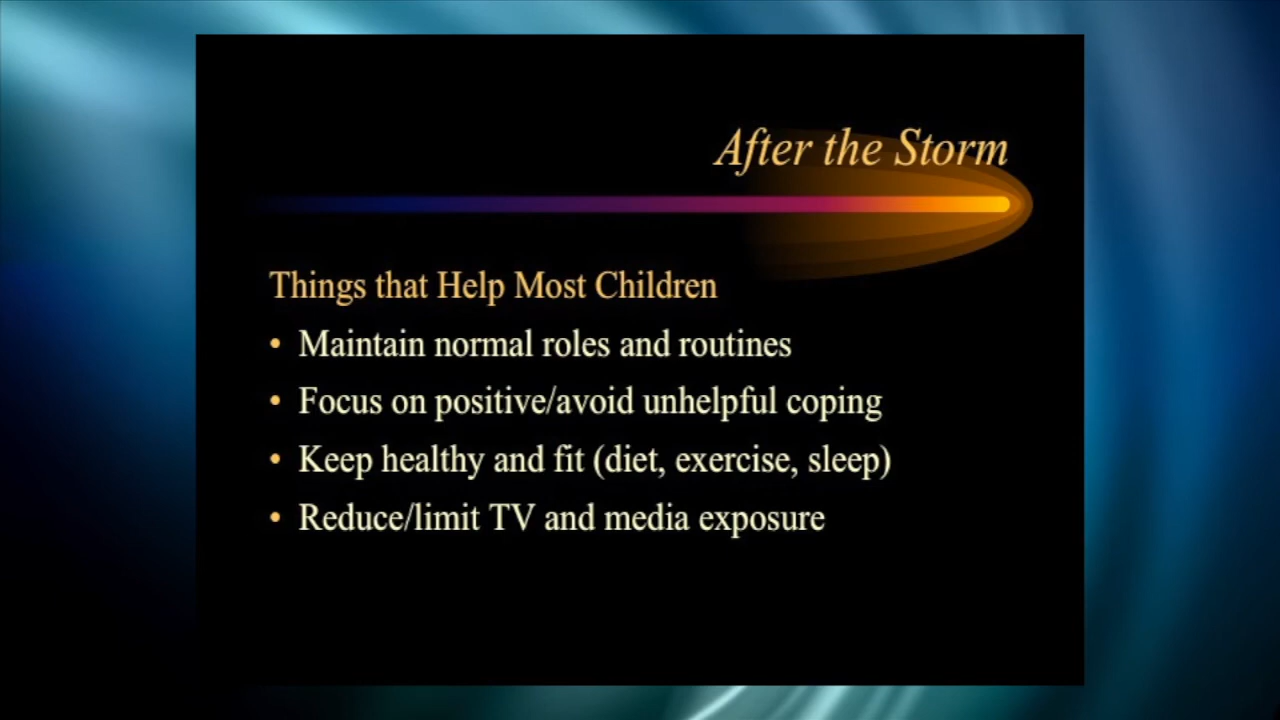 After the Storm
Things that Help Most Children
• Maintain normal roles and routines
• Focus on positive/avoid unhelpful coping
• Keep healthy and fit (diet, exercise, sleep)
• Reduce/limit TV and media exposure